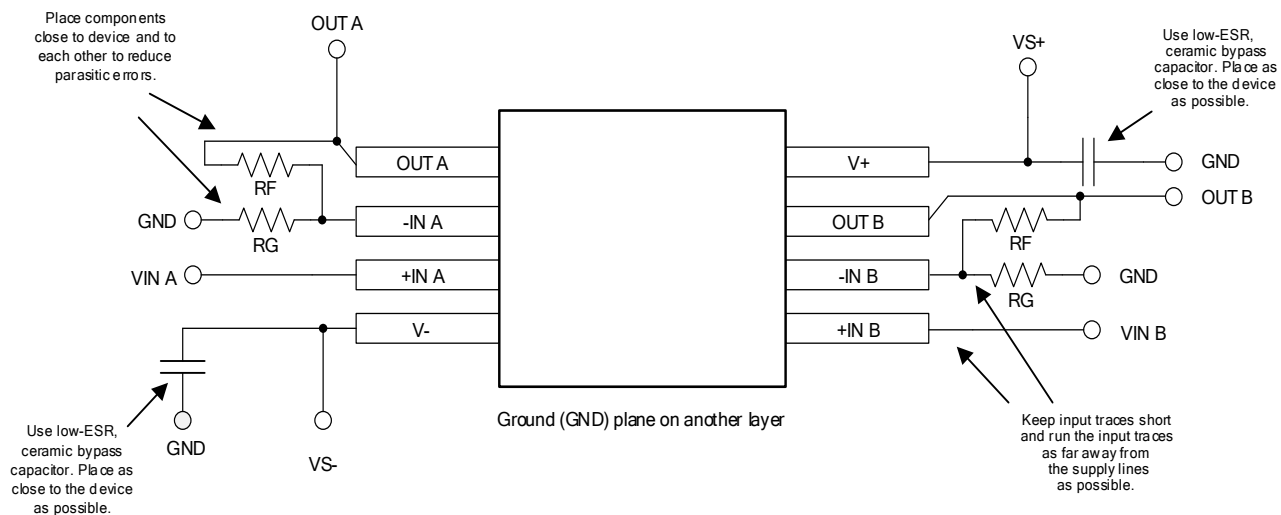 Place components
close to device and to
each other to reduce
parasitic errors.
OUT A
VS+
Use low-ESR,
ceramic bypass
capacitor. Place as
close to the device
as possible.
OUT A
V+
GND
RF
OUT B
GND
-IN A
OUT B
RF
RG
VIN A
+IN A
-IN B
GND
RG
V-
+IN B
VIN B
Ground (GND) plane on another layer
Use low-ESR,
ceramic bypass
capacitor. Place as
close to the device
as possible.
GND
VS-
Keep input traces short
and run the input traces
as far away from
the supply lines
as possible.